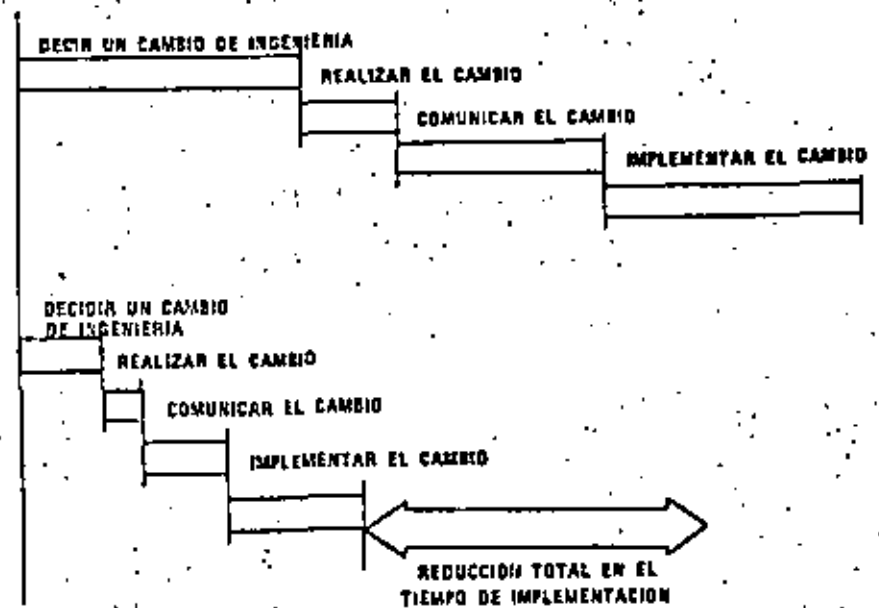 DECIR UN CAMBIO DE INGENIERIA
REALIZAR EL CAMBIO
COMUNICAR EL CAMBIO
IMPLEMENTAR EL CAMBIO
DECIDIR UN CAMBIO
DE INGENIERIA
REALIZAR EL CAMBIO
COMUNICAR EL CAMBIO
IMPLEMENTAR EL CAMBIO
REDUCCION TOTAL EN EL
TIEMPO DE IMPLEMENTACION